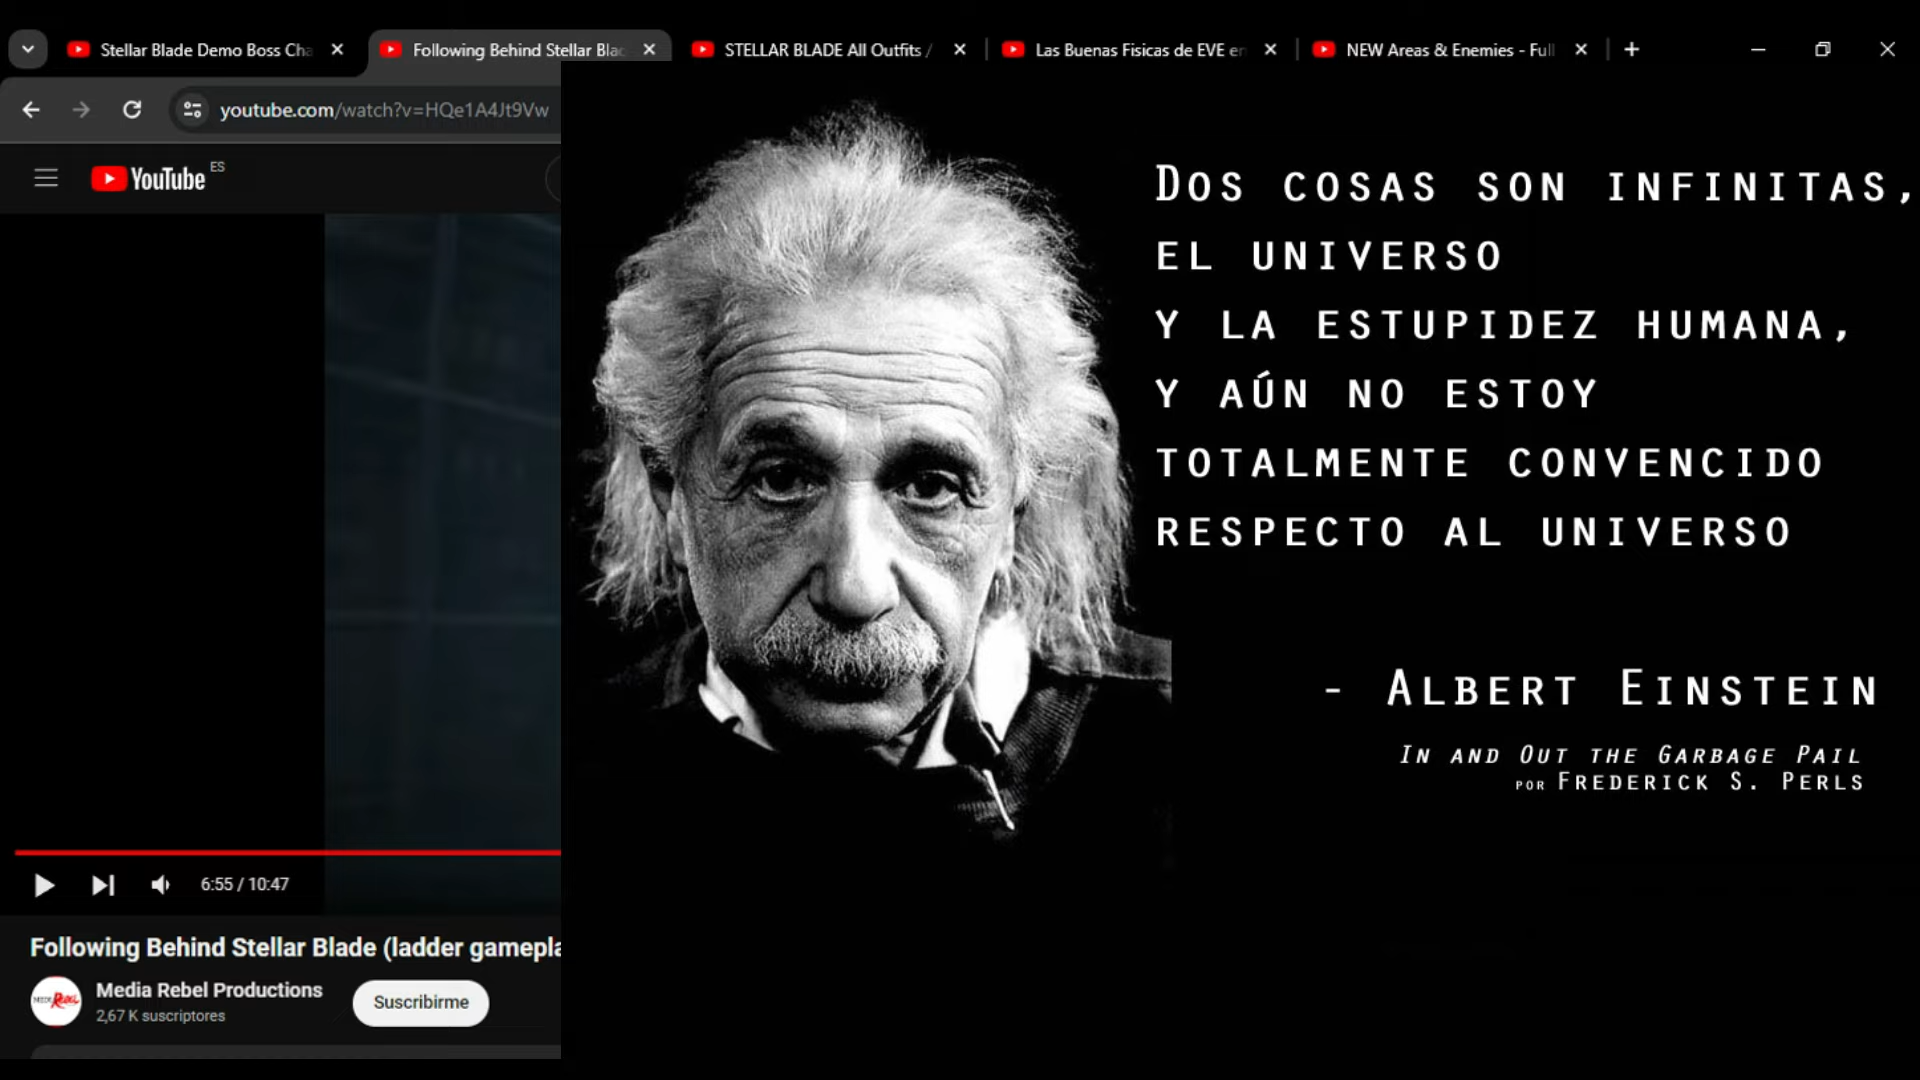 Stellar Blade Demo Boss Cha
Following Behind Stellar Blac
STELLAR BLADE All Outfits /
Las Buenas Fisicas de EVE en
NEW Areas & Enemies - Full
youtube.com/watch?v=HQe1A4Jt9Vw
YouTube ES
Dos cosas son infinitas,
el universo
y la estupidez humana,
y aún no estoy
totalmente convencido
respecto al universo
- Albert Einstein
In and Out the Garbage Pail
por Frederick S. Perls
6:55 / 10:47
Following Behind Stellar Blade (ladder gamepla
Media Rebel Productions
2,67 K suscriptores
Suscribirme